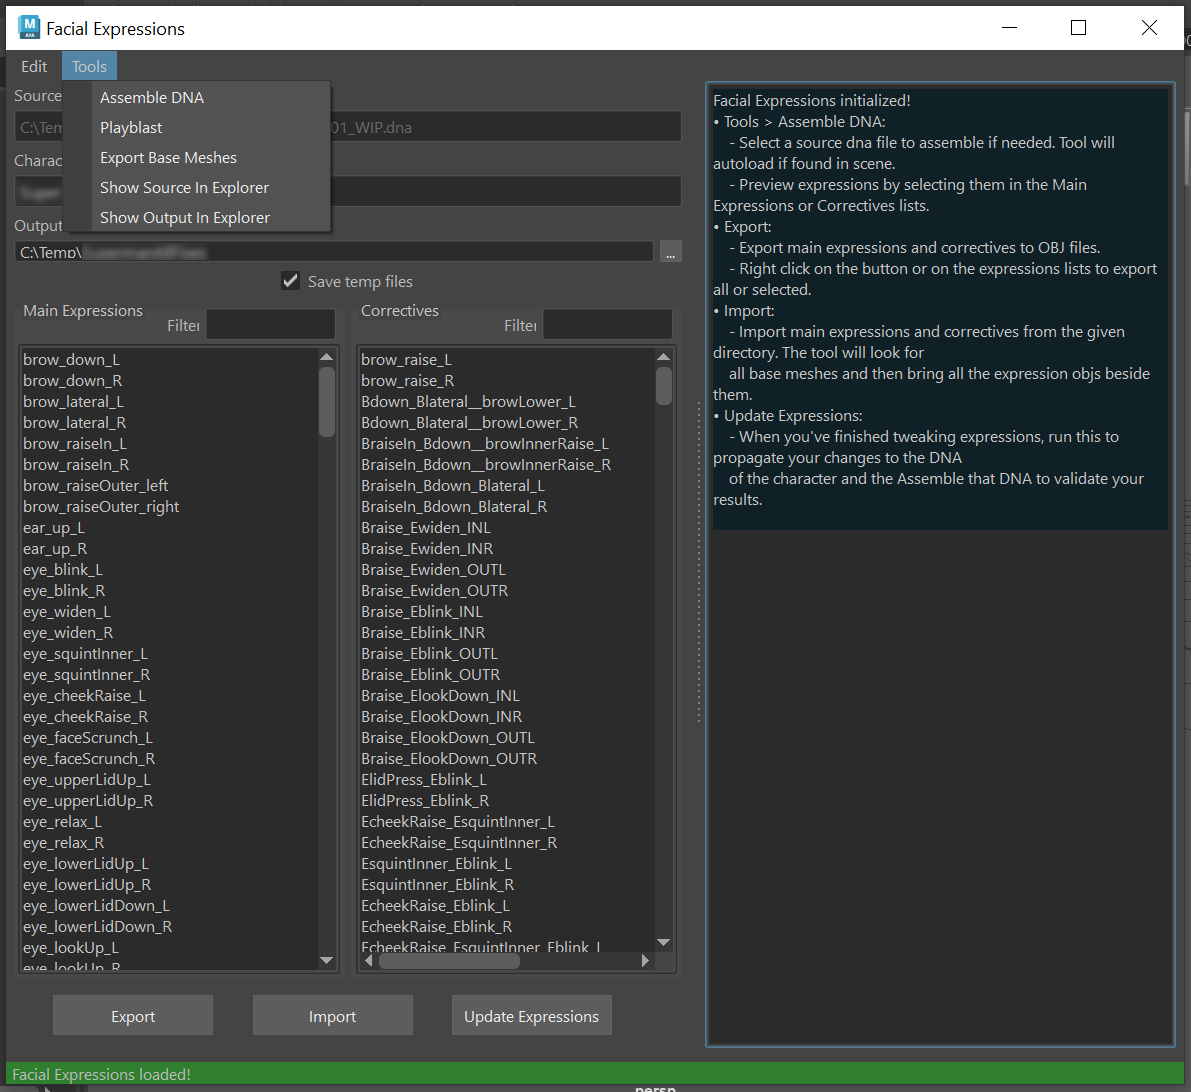 Facial Expressions
Edit Tools
Source
Assemble DNA
C:\Tem 01_WIP.dna
Playblast
Charac
Export Base Meshes
Show Source In Explorer
Output
Show Output In Explorer
C:\Temp\
...
Save temp files
Main Expressions
Filter
brow_down_L
brow_down_R
brow_lateral_L
brow_lateral_R
brow_raiseIn_L
brow_raiseIn_R
brow_raiseOuter_left
brow_raiseOuter_right
ear_up_L
ear_up_R
eye_blink_L
eye_blink_R
eye_widen_L
eye_widen_R
eye_squintInner_L
eye_squintInner_R
eye_cheekRaise_L
eye_cheekRaise_R
eye_faceScrunch_L
eye_faceScrunch_R
eye_upperLidUp_L
eye_upperLidUp_R
eye_relax_L
eye_relax_R
eye_lowerLidUp_L
eye_lowerLidUp_R
eye_lowerLidDown_L
eye_lowerLidDown_R
eye_lookUp_L
eye_lookUp_R
Correctives
Filter
brow_raise_L
brow_raise_R
Bdown_Blateral__browLower_L
Bdown_Blateral__browLower_R
BraiseIn_Bdown__browInnerRaise_L
BraiseIn_Bdown__browInnerRaise_R
BraiseIn_Bdown_Blateral_L
BraiseIn_Bdown_Blateral_R
Braise_Ewiden_INL
Braise_Ewiden_INR
Braise_Ewiden_OUTL
Braise_Ewiden_OUTR
Braise_Eblink_INL
Braise_Eblink_INR
Braise_Eblink_OUTL
Braise_Eblink_OUTR
Braise_ElookDown_INL
Braise_ElookDown_INR
Braise_ElookDown_OUTL
Braise_ElookDown_OUTR
ElidPress_Eblink_L
ElidPress_Eblink_R
EcheekRaise_EsquintInner_L
EcheekRaise_EsquintInner_R
EsquintInner_Eblink_L
EsquintInner_Eblink_R
EcheekRaise_Eblink_L
EcheekRaise_Eblink_R
EcheekRaise_EsquintInner_Eblink_L
Export
Import
Update Expressions
Facial Expressions initialized!
• Tools > Assemble DNA:
- Select a source dna file to assemble if needed. Tool will
autoload if found in scene.
- Preview expressions by selecting them in the Main
Expressions or Correctives lists.
• Export:
- Export main expressions and correctives to OBJ files.
- Right click on the button or on the expressions lists to export
all or selected.
• Import:
- Import main expressions and correctives from the given
directory. The tool will look for
all base meshes and then bring all the expression objs beside
them.
• Update Expressions:
- When you've finished tweaking expressions, run this to
propagate your changes to the DNA
of the character and the Assemble that DNA to validate your
results.
Facial Expressions loaded!
persp